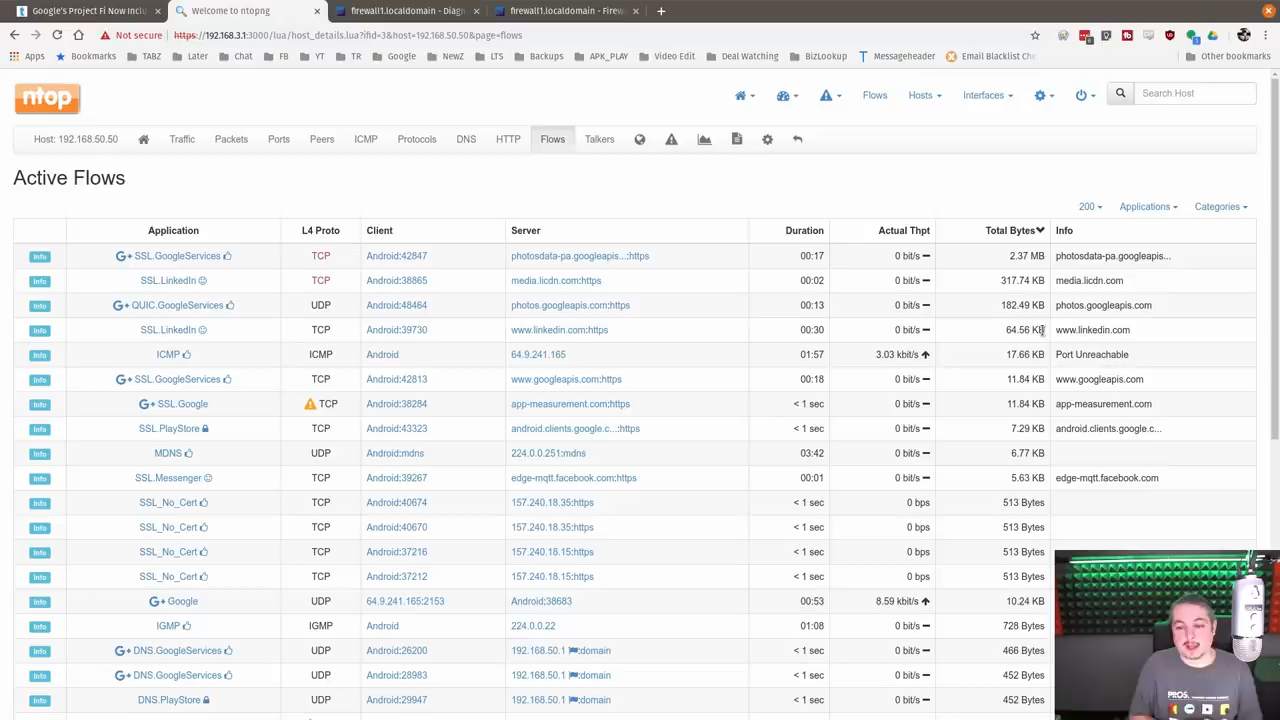 Google's Project Fi Now Inclu
Welcome to ntopng
firewall1.localdomain - Diagn
firewall1.localdomain - Firew
Not secure
https://192.168.3.1:3000/lua/host_details.lua?ifid=3&host=192.168.50.50&page=flows
Apps Bookmarks TABZ Later Chat FB YT TR Google NewZ LTS Backups APK_PLAY Video Edit Deal Watching BizLookup Messageheader Email Blacklist Che Other bookmarks
ntop
Flows Hosts Interfaces Search Host
Host: 192.168.50.50 Traffic Packets Ports Peers ICMP Protocols DNS HTTP Flows Talkers
Active Flows
200 Applications Categories
Application L4 Proto Client Server Duration Actual Thpt Total Bytes Info
Info SSL.GoogleServices TCP Android:42847 photosdata-pa.googleapis...:https 00:17 0 bit/s 2.37 MB photosdata-pa.googleapis...
Info SSL.LinkedIn TCP Android:38865 media.licdn.com:https 00:02 0 bit/s 317.74 KB media.licdn.com
Info QUIC.GoogleServices UDP Android:48464 photos.googleapis.com:https 00:13 0 bit/s 182.49 KB photos.googleapis.com
Info SSL.LinkedIn TCP Android:39730 www.linkedin.com:https 00:30 0 bit/s 64.56 KB www.linkedin.com
Info ICMP ICMP Android 64.9.241.165 01:57 3.03 kbit/s 17.66 KB Port Unreachable
Info SSL.GoogleServices TCP Android:42813 www.googleapis.com:https 00:18 0 bit/s 11.84 KB www.googleapis.com
Info SSL.Google TCP Android:38284 app-measurement.com:https < 1 sec 0 bit/s 11.84 KB app-measurement.com
Info SSL.PlayStore TCP Android:43323 android.clients.google.c...:https < 1 sec 0 bit/s 7.29 KB android.clients.google.c...
Info MDNS UDP Android:mdns 224.0.0.251:mdns 03:42 0 bit/s 6.77 KB
Info SSL.Messenger TCP Android:39267 edge-mqtt.facebook.com:https 00:01 0 bit/s 5.63 KB edge-mqtt.facebook.com
Info SSL_No_Cert TCP Android:40674 157.240.18.35:https < 1 sec 0 bps 513 Bytes
Info SSL_No_Cert TCP Android:40670 157.240.18.35:https < 1 sec 0 bps 513 Bytes
Info SSL_No_Cert TCP Android:37216 157.240.18.15:https < 1 sec 0 bps 513 Bytes
Info SSL_No_Cert TCP Android:37212 157.240.18.15:https < 1 sec 0 bps 513 Bytes
Info Google UDP 64.9.241.165:2153 Android:38683 00:53 8.59 kbit/s 10.24 KB
Info IGMP IGMP Android 224.0.0.22 01:08 0 bit/s 728 Bytes
Info DNS.GoogleServices UDP Android:26200 192.168.50.1 :domain < 1 sec 0 bit/s 466 Bytes
Info DNS.GoogleServices UDP Android:28983 192.168.50.1 :domain < 1 sec 0 bit/s 452 Bytes
Info DNS.PlayStore UDP Android:29947 192.168.50.1 :domain < 1 sec 0 bit/s 452 Bytes
PROS.